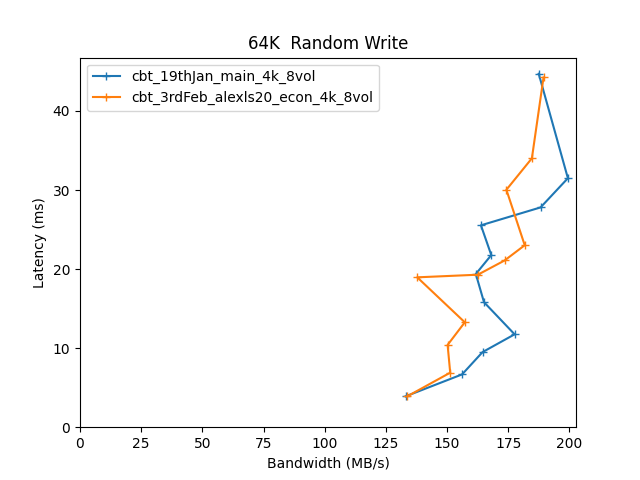 64K  Random Write
cbt_19thJan_main_4k_8vol
cbt_3rdFeb_alexls20_econ_4k_8vol
40
30
20
10
0
Latency (ms)
0 25 50 75 100 125 150 175 200
Bandwidth (MB/s)